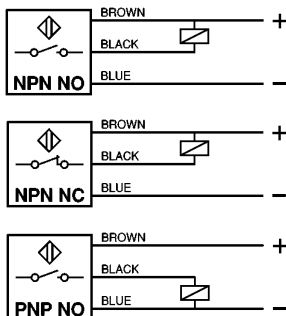 BROWN
+
BLACK
BLUE
NPN NO
−
BROWN
+
BLACK
BLUE
NPN NC
−
BROWN
+
BLACK
BLUE
PNP NO
−